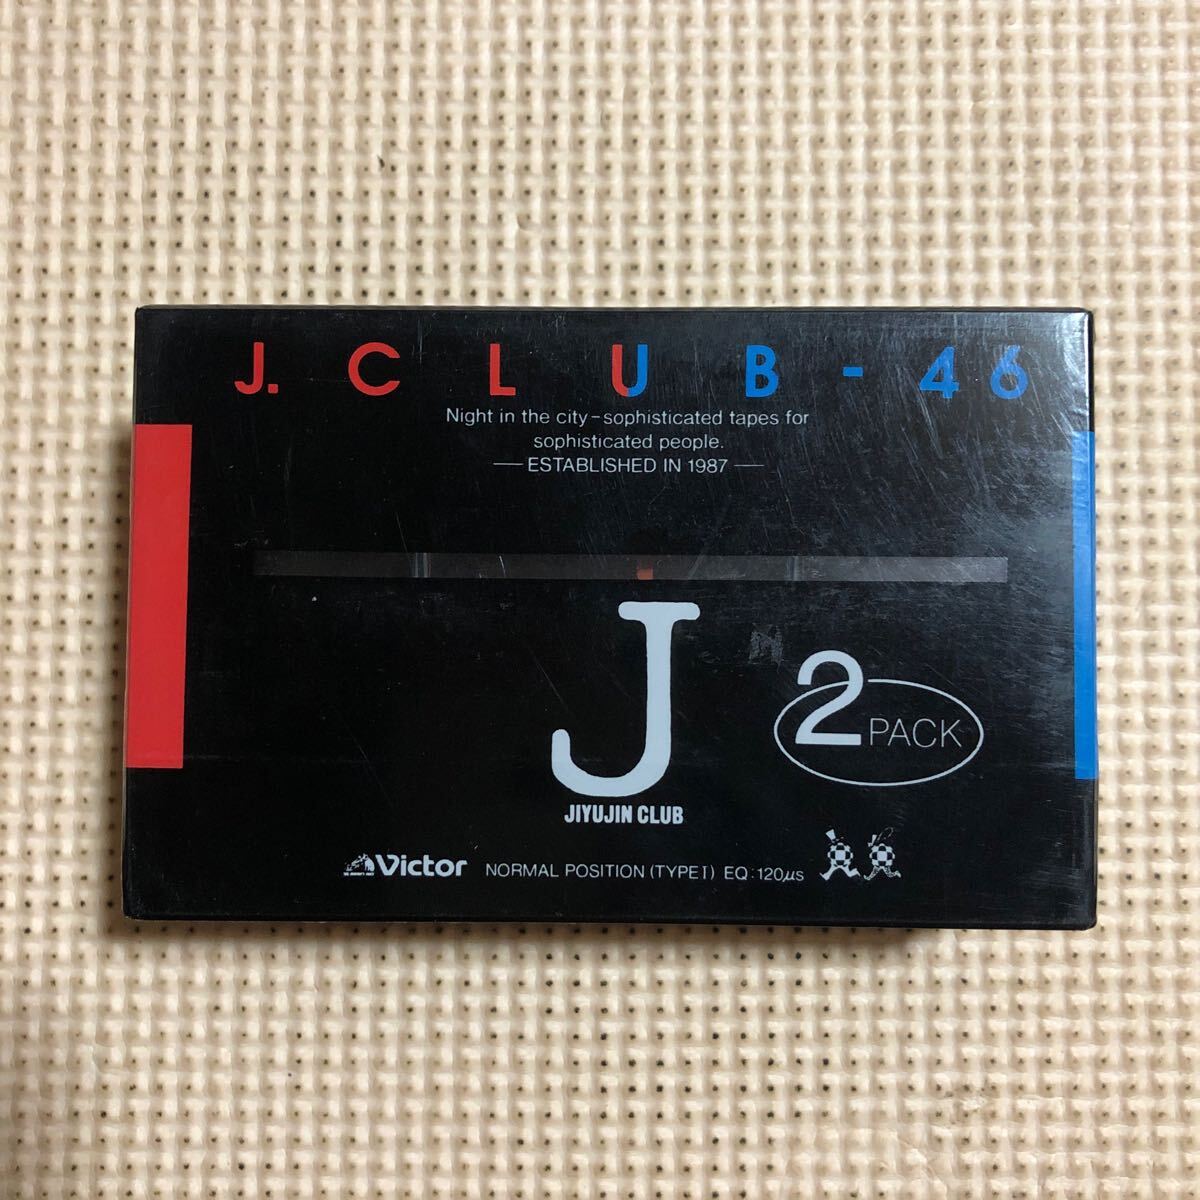 J. CLUB-46
Night in the city-sophisticated tapes for
sophisticated people.
ESTABLISHED IN 1987
J
JIYUJIN CLUB
2 PACK
Victor NORMAL POSITION (TYPE I) EQ:120μs